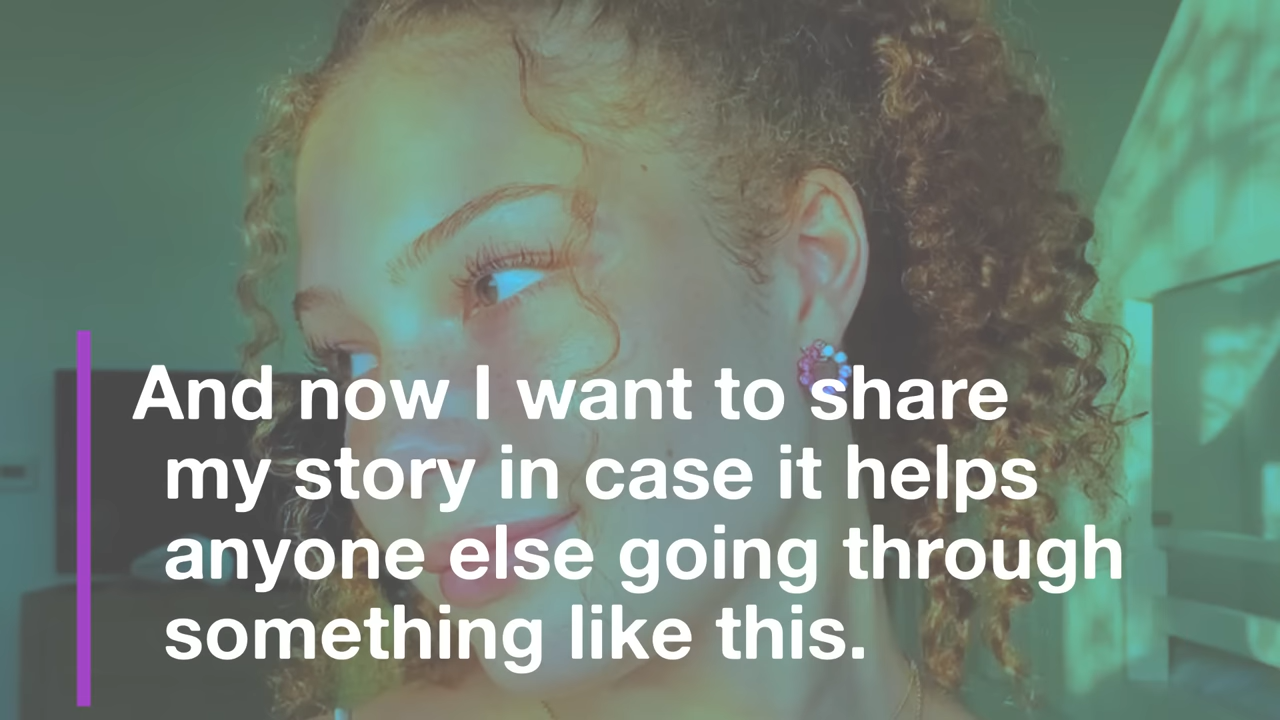 And now I want to share
my story in case it helps
anyone else going through
something like this.